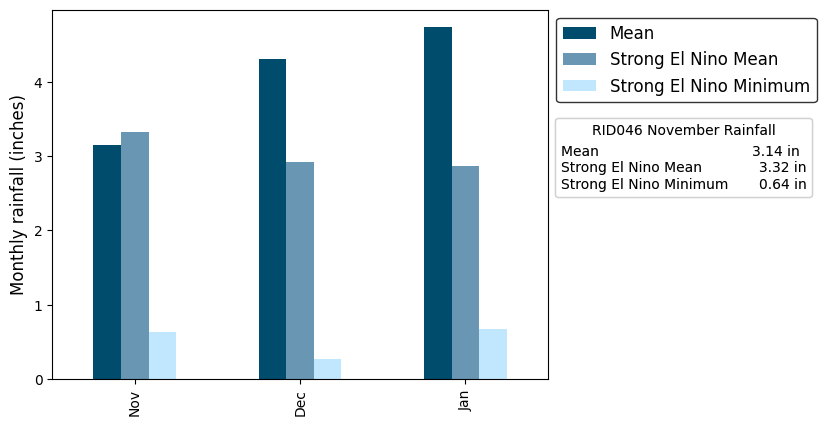 Monthly rainfall (inches)
4
3
2
1
0
Nov
Dec
Jan
Mean
Strong El Nino Mean
Strong El Nino Minimum
RID046 November Rainfall
Mean 3.14 in
Strong El Nino Mean 3.32 in
Strong El Nino Minimum 0.64 in